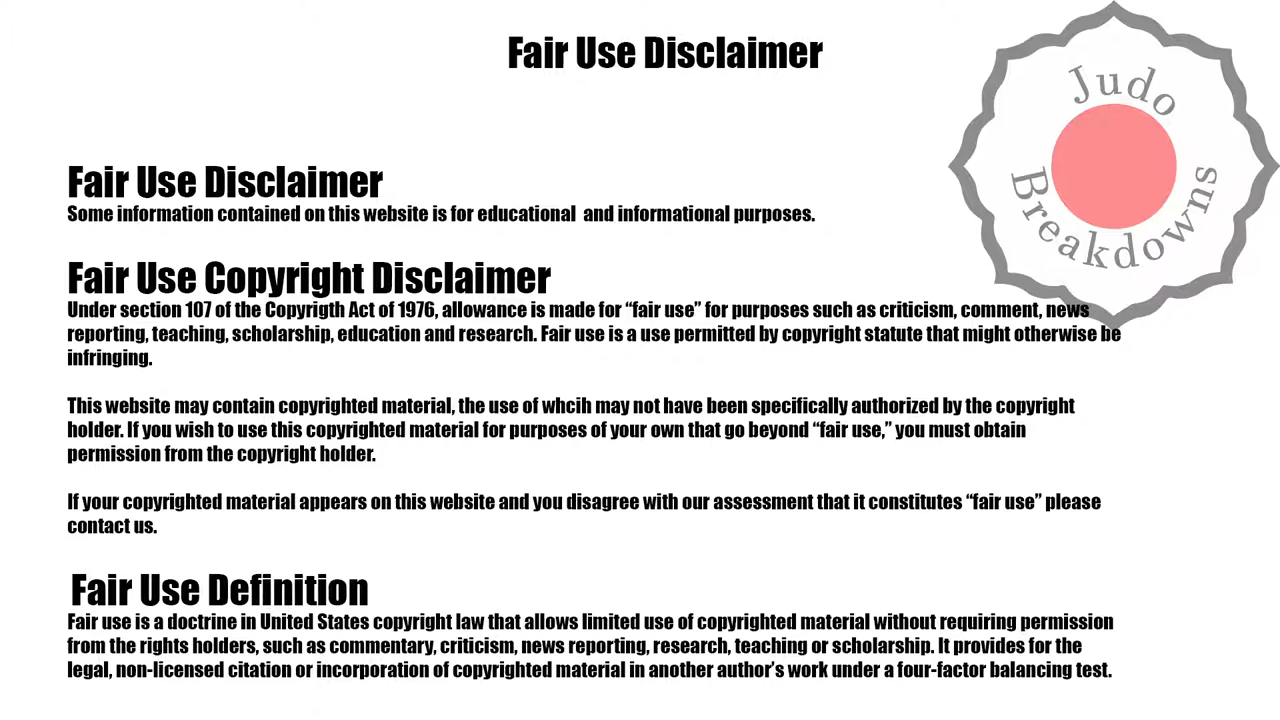 Fair Use Disclaimer
Judo
Breakdowns
Fair Use Disclaimer
Some information contained on this website is for educational  and informational purposes.
Fair Use Copyright Disclaimer
Under section 107 of the Copyrigth Act of 1976, allowance is made for “fair use” for purposes such as criticism, comment, news
reporting, teaching, scholarship, education and research. Fair use is a use permitted by copyright statute that might otherwise be
infringing.
This website may contain copyrighted material, the use of whcih may not have been specifically authorized by the copyright
holder. If you wish to use this copyrighted material for purposes of your own that go beyond “fair use,” you must obtain
permission from the copyright holder.
If your copyrighted material appears on this website and you disagree with our assessment that it constitutes “fair use” please
contact us.
Fair Use Definition
Fair use is a doctrine in United States copyright law that allows limited use of copyrighted material without requiring permission
from the rights holders, such as commentary, criticism, news reporting, research, teaching or scholarship. It provides for the
legal, non-licensed citation or incorporation of copyrighted material in another author’s work under a four-factor balancing test.